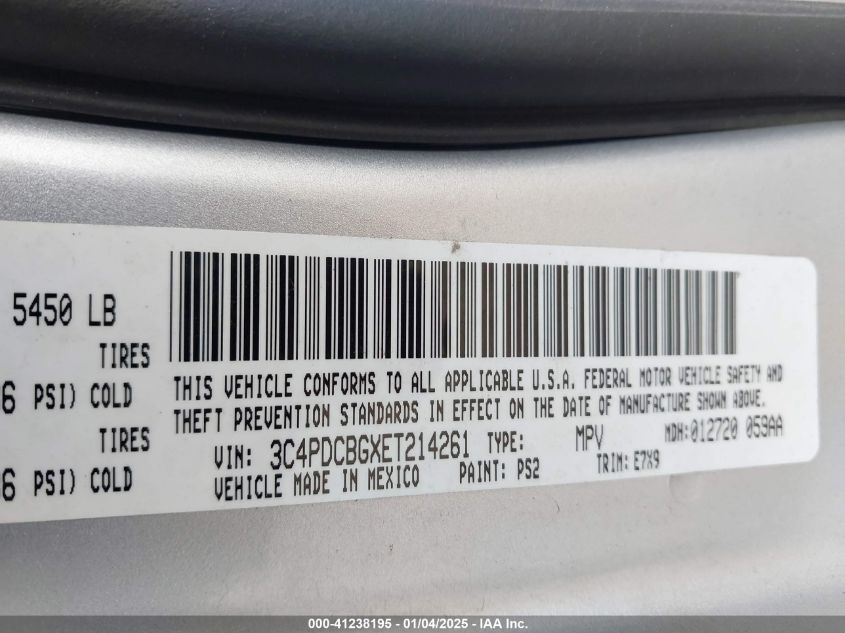 5450 LB
TIRES
6 PSI) COLD
TIRES
6 PSI) COLD
THIS VEHICLE CONFORMS TO ALL APPLICABLE U.S.A. FEDERAL MOTOR VEHICLE SAFETY AND
THEFT PREVENTION STANDARDS IN EFFECT ON THE DATE OF MANUFACTURE SHOWN ABOVE.
VIN: 3C4PDCBGXET214261 TYPE: MPV MDH:012720 059AA
VEHICLE MADE IN MEXICO PAINT: PS2 TRIM: E7X9
000-41238195 - 01/04/2025 - IAA Inc.